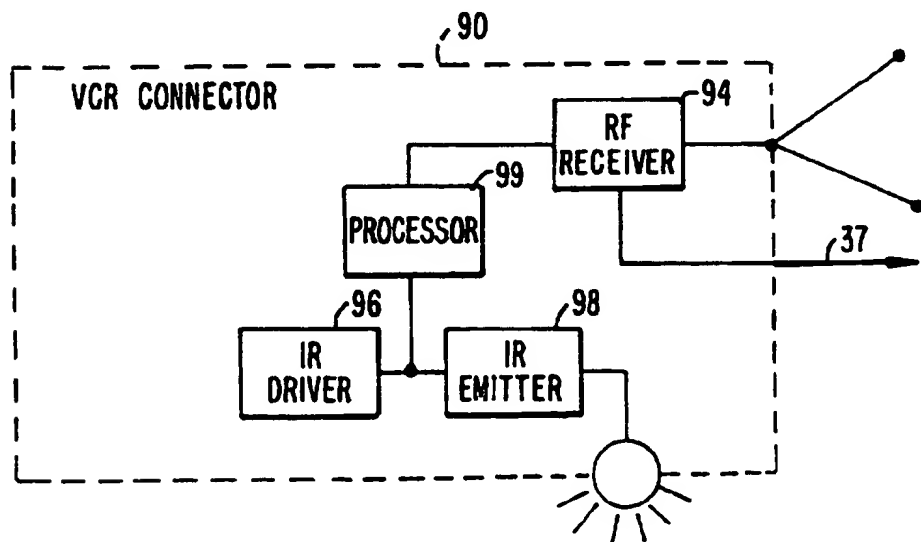 90
VCR CONNECTOR
94
RF
RECEIVER
99
PROCESSOR
37
96
IR
DRIVER
98
IR
EMITTER